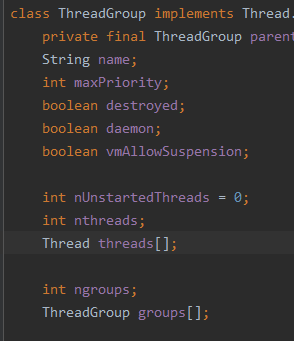 class ThreadGroup implements Thread.
private final ThreadGroup parent
String name;
int maxPriority;
boolean destroyed;
boolean daemon;
boolean vmAllowSuspension;
int nUnstartedThreads = 0;
int nthreads;
Thread threads[];
int ngroups;
ThreadGroup groups[];